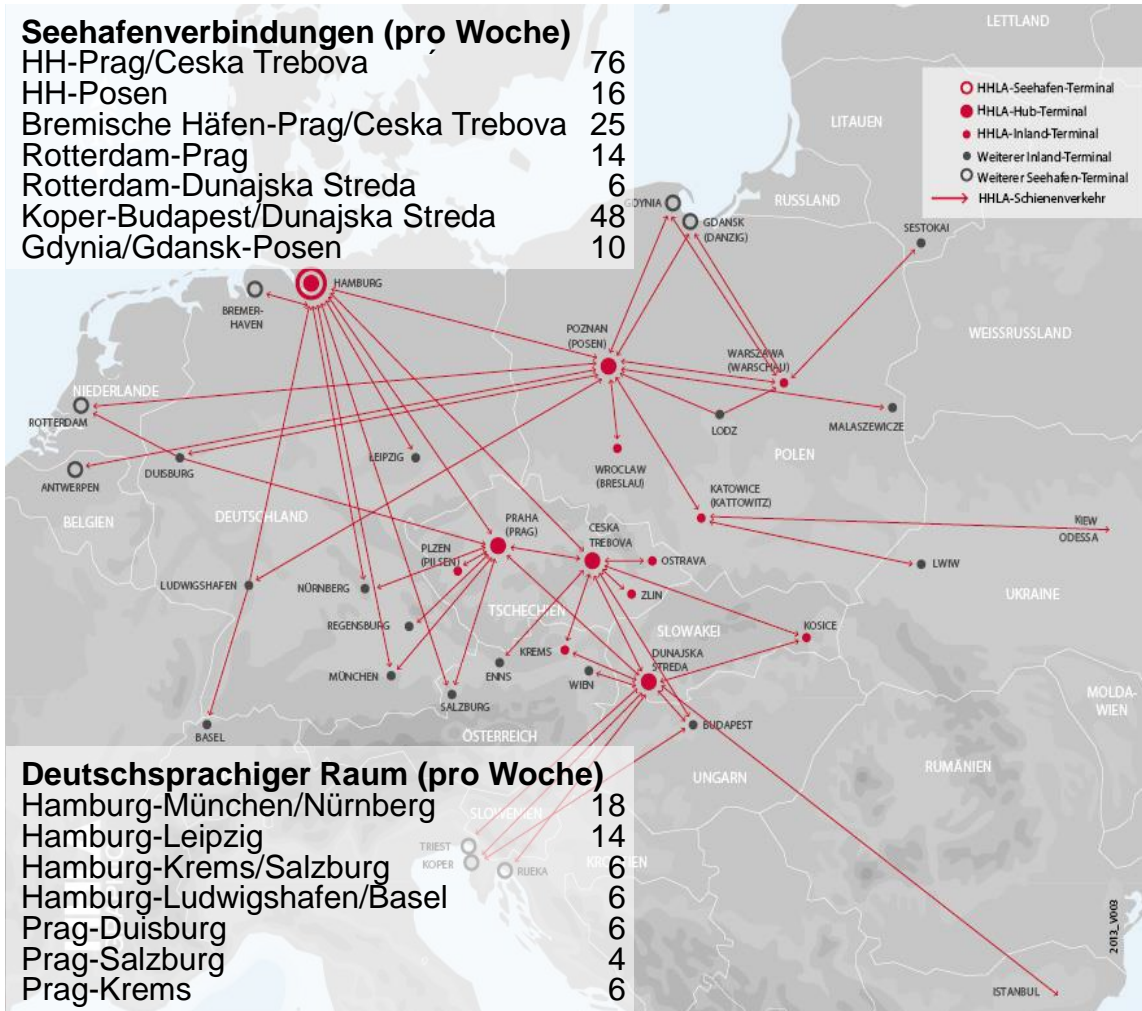 Seehafenverbindungen (pro Woche)
HH-Prag/Ceska Trebova 76
HH-Posen 16
Bremische Häfen-Prag/Ceska Trebova 25
Rotterdam-Prag 14
Rotterdam-Dunajska Streda 6
Koper-Budapest/Dunajska Streda 48
Gdynia/Gdansk-Posen 10
LETTLAND
HHLA-Seehafen-Terminal
HHLA-Hub-Terminal
HHLA-Inland-Terminal
Weiterer Inland-Terminal
Weiterer Seehafen-Terminal
HHLA-Schienenverkehr
LITAUEN
RUSSLAND
GDYNIA
GDANSK
(DANZIG)
SESTOKAI
HAMBURG
BREMER-
HAVEN
WEISSRUSSLAND
POZNAN
(POSEN)
WARSZAWA
(WARSCHAU)
NIEDERLANDE
ROTTERDAM
LODZ
MALASZEWICZE
LEIPZIG
POLEN
DUISBURG
ANTWERPEN
WROCLAW
(BRESLAU)
KATOWICE
(KATTOWITZ)
BELGIEN
DEUTSCHLAND
PRAHA
(PRAG)
CESKA
TREBOVA
KIEW
ODESSA
PLZEN
(PILSEN)
OSTRAVA
LWIW
LUDWIGSHAFEN
NÜRNBERG
ZLIN
UKRAINE
TSCHECHIEN
REGENSBURG
SLOWAKEI
KOSICE
KREMS
DUNAJSKA
STREDA
MÜNCHEN
ENNS
WIEN
SALZBURG
MOLDA-
WIEN
BASEL
BUDAPEST
ÖSTERREICH
UNGARN
RUMÄNIEN
Deutschsprachiger Raum (pro Woche)
Hamburg-München/Nürnberg 18
Hamburg-Leipzig 14
Hamburg-Krems/Salzburg 6
Hamburg-Ludwigshafen/Basel 6
Prag-Duisburg 6
Prag-Salzburg 4
Prag-Krems 6
SLOWENIEN
TRIEST
KOPER
RIJEKA
2013_V003
ISTANBUL